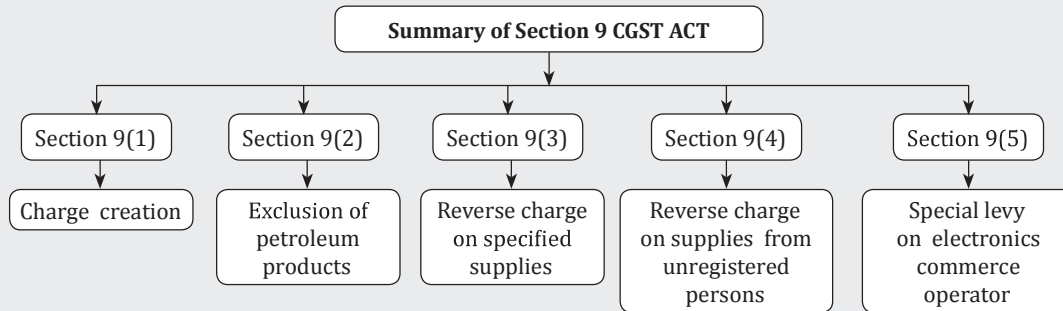 Summary of Section 9 CGST ACT
Section 9(1)
Section 9(2)
Section 9(3)
Section 9(4)
Section 9(5)
Charge creation
Exclusion of
petroleum
products
Reverse charge
on specified
supplies
Reverse charge
on supplies from
unregistered
persons
Special levy
on electronics
commerce
operator